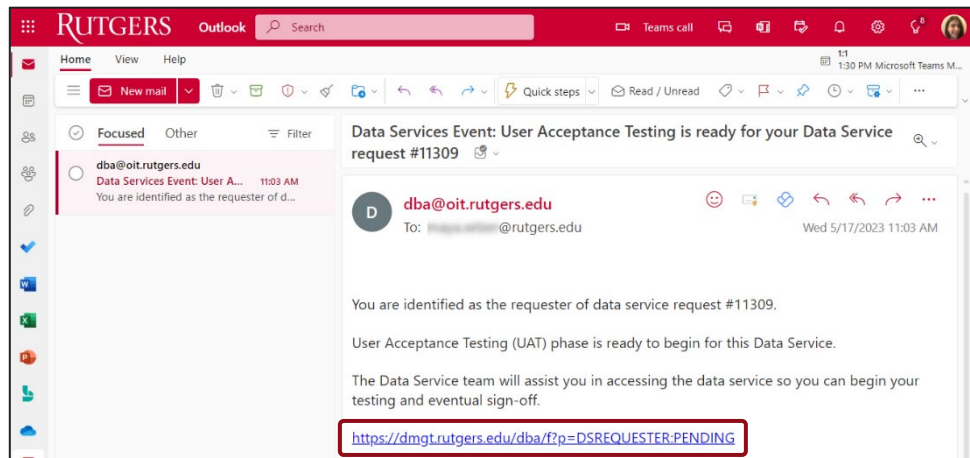 RUTGERS Outlook Search Teams call 8
Home View Help 1:1
1:30 PM Microsoft Teams M...
New mail Quick steps Read / Unread
Focused Other Filter
dba@oit.rutgers.edu
Data Services Event: User A... 11:03 AM
You are identified as the requester of d...
Data Services Event: User Acceptance Testing is ready for your Data Service
request #11309
D
dba@oit.rutgers.edu
To: @rutgers.edu
Wed 5/17/2023 11:03 AM
You are identified as the requester of data service request #11309.
User Acceptance Testing (UAT) phase is ready to begin for this Data Service.
The Data Service team will assist you in accessing the data service so you can begin your
testing and eventual sign-off.
https://dmgt.rutgers.edu/dba/f?p=DSREQUESTER:PENDING